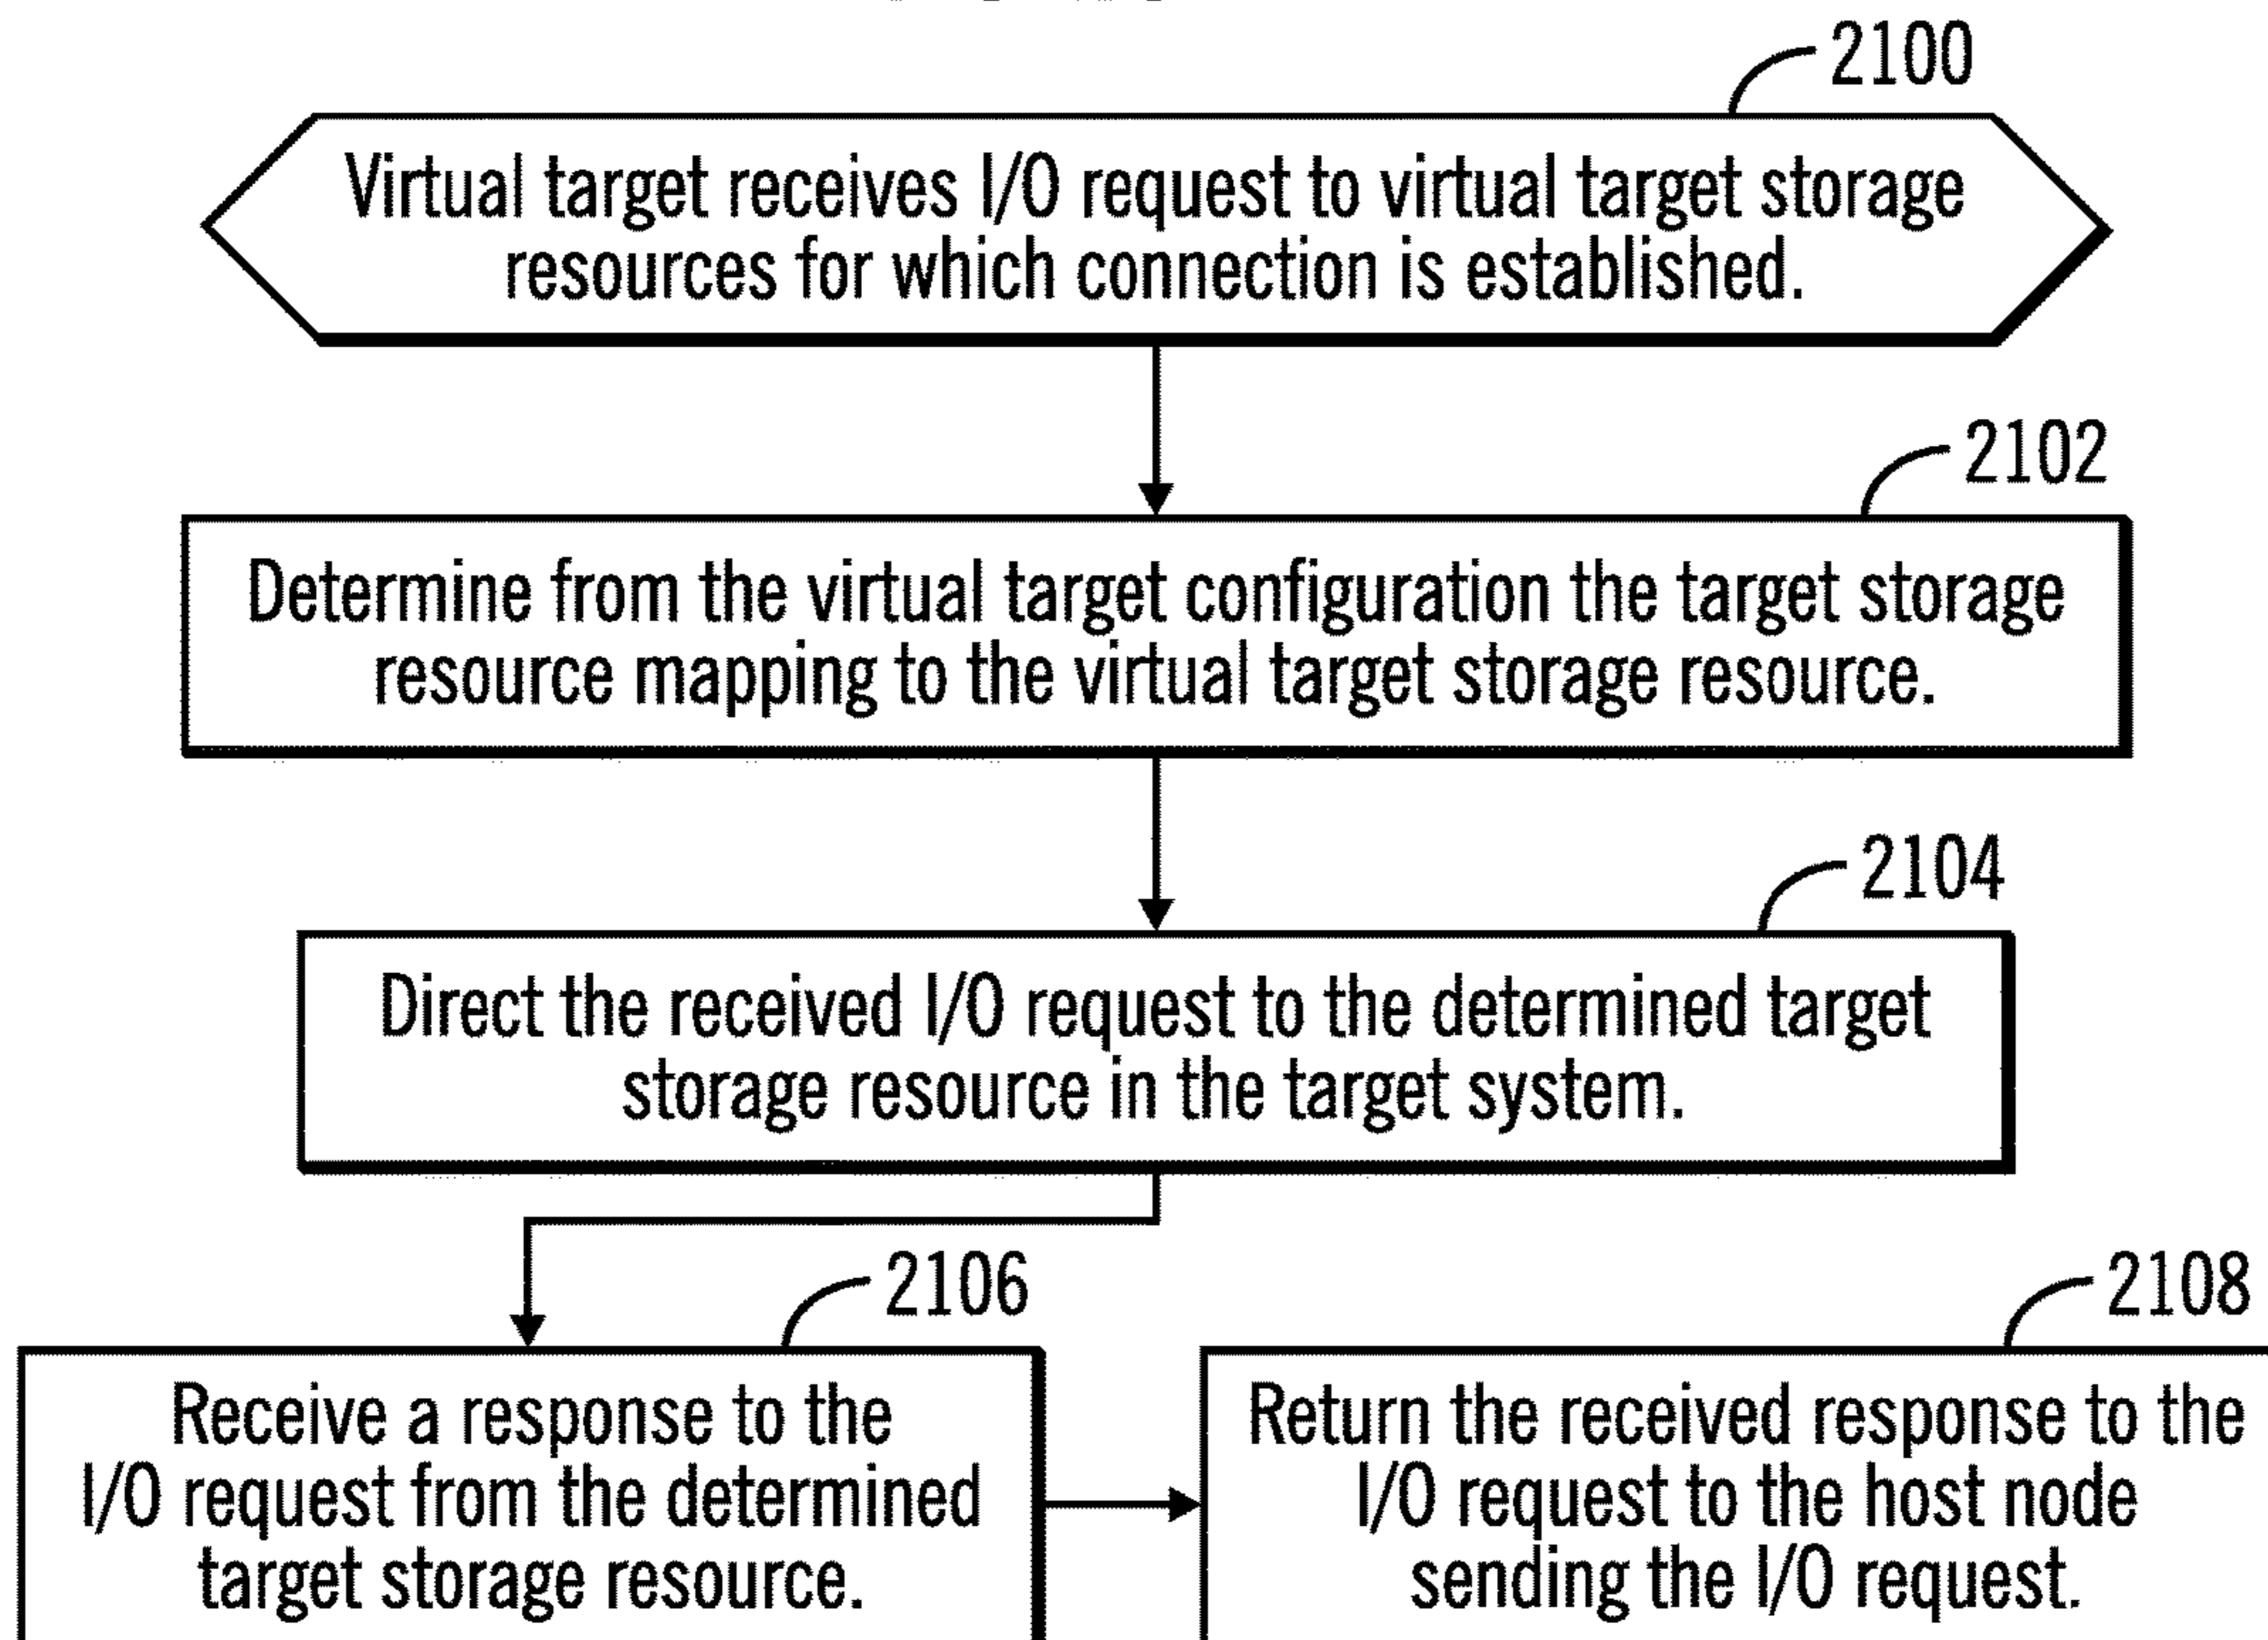 2100
Virtual target receives I/O request to virtual target storage
resources for which connection is established.
2102
Determine from the virtual target configuration the target storage
resource mapping to the virtual target storage resource.
2104
Direct the received I/O request to the determined target
storage resource in the target system.
2106
Receive a response to the
I/O request from the determined
target storage resource.
2108
Return the received response to the
I/O request to the host node
sending the I/O request.